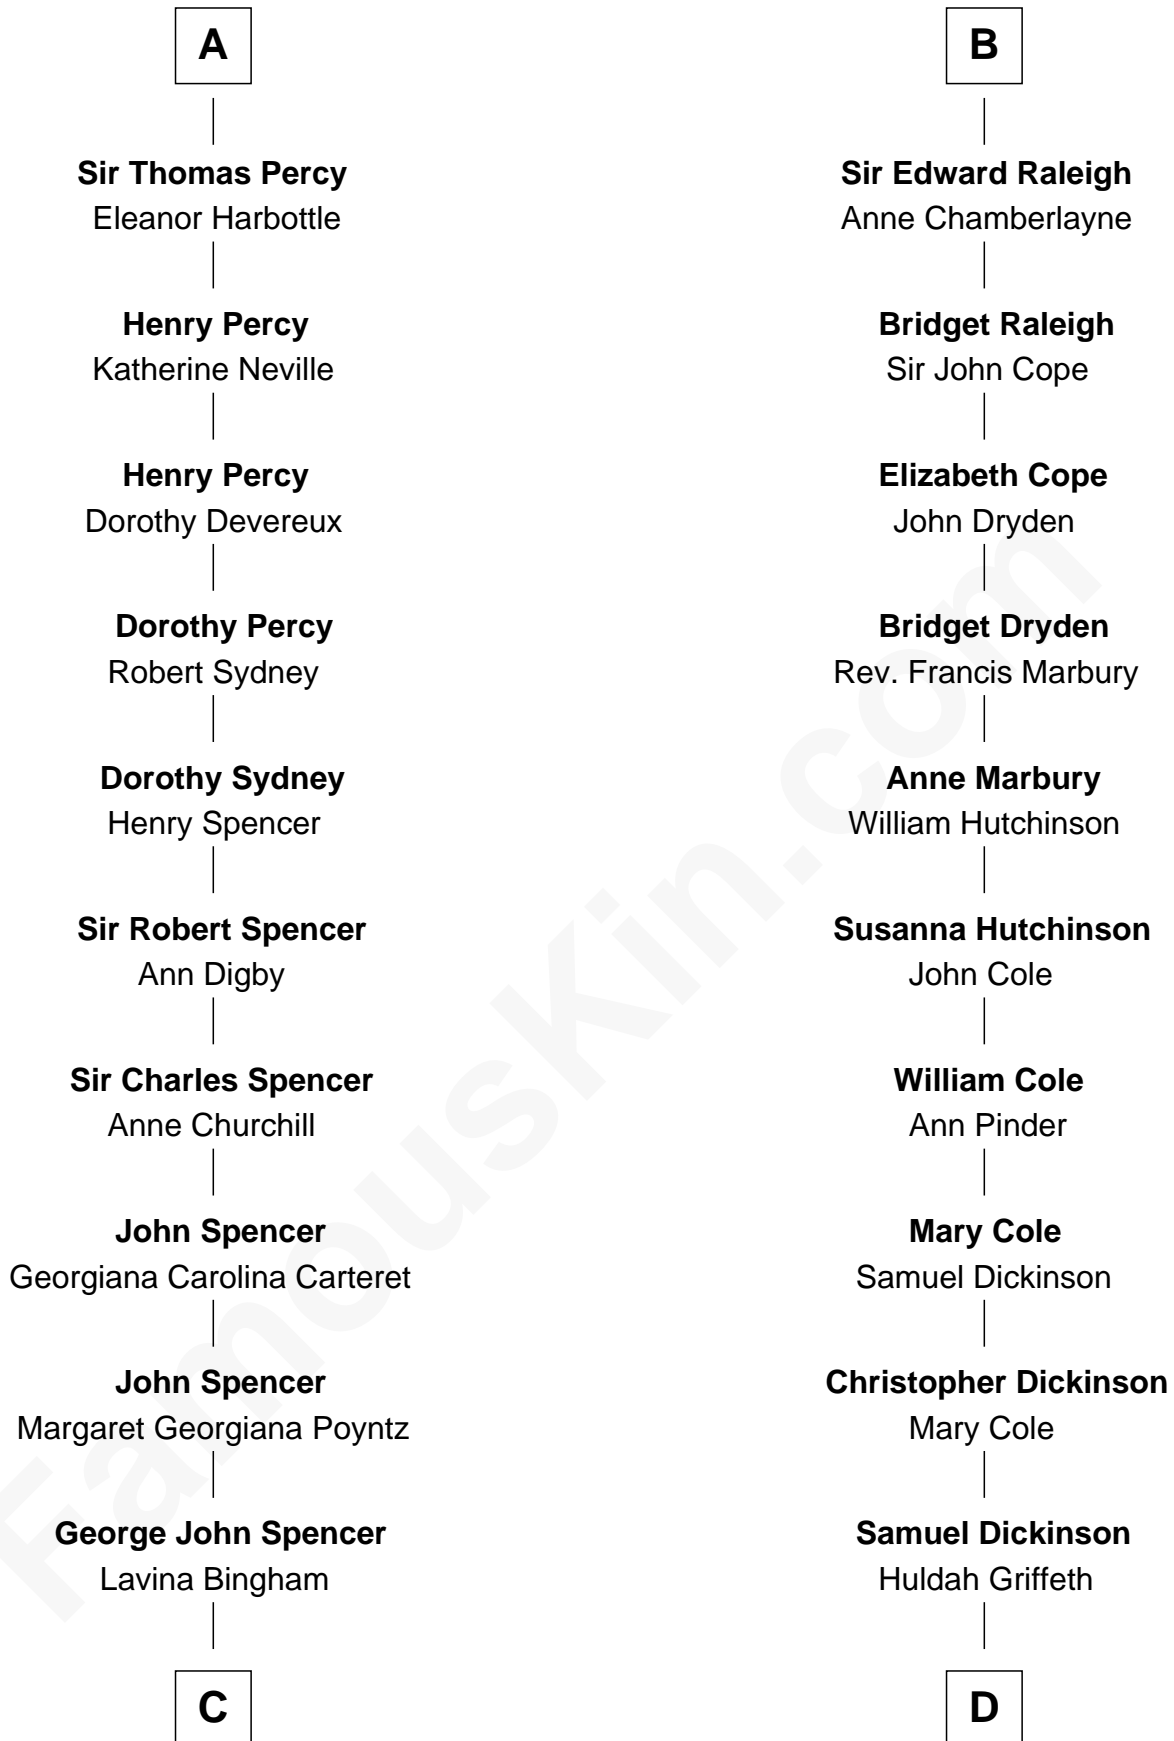 A
Sir Thomas Percy
Eleanor Harbottle
Henry Percy
Katherine Neville
Henry Percy
Dorothy Devereux
Dorothy Percy
Robert Sydney
Dorothy Sydney
Henry Spencer
Sir Robert Spencer
Ann Digby
Sir Charles Spencer
Anne Churchill
John Spencer
Georgiana Carolina Carteret
John Spencer
Margaret Georgiana Poyntz
George John Spencer
Lavina Bingham
C
B
Sir Edward Raleigh
Anne Chamberlayne
Bridget Raleigh
Sir John Cope
Elizabeth Cope
John Dryden
Bridget Dryden
Rev. Francis Marbury
Anne Marbury
William Hutchinson
Susanna Hutchinson
John Cole
William Cole
Ann Pinder
Mary Cole
Samuel Dickinson
Christopher Dickinson
Mary Cole
Samuel Dickinson
Huldah Griffeth
D
FamousKin.com